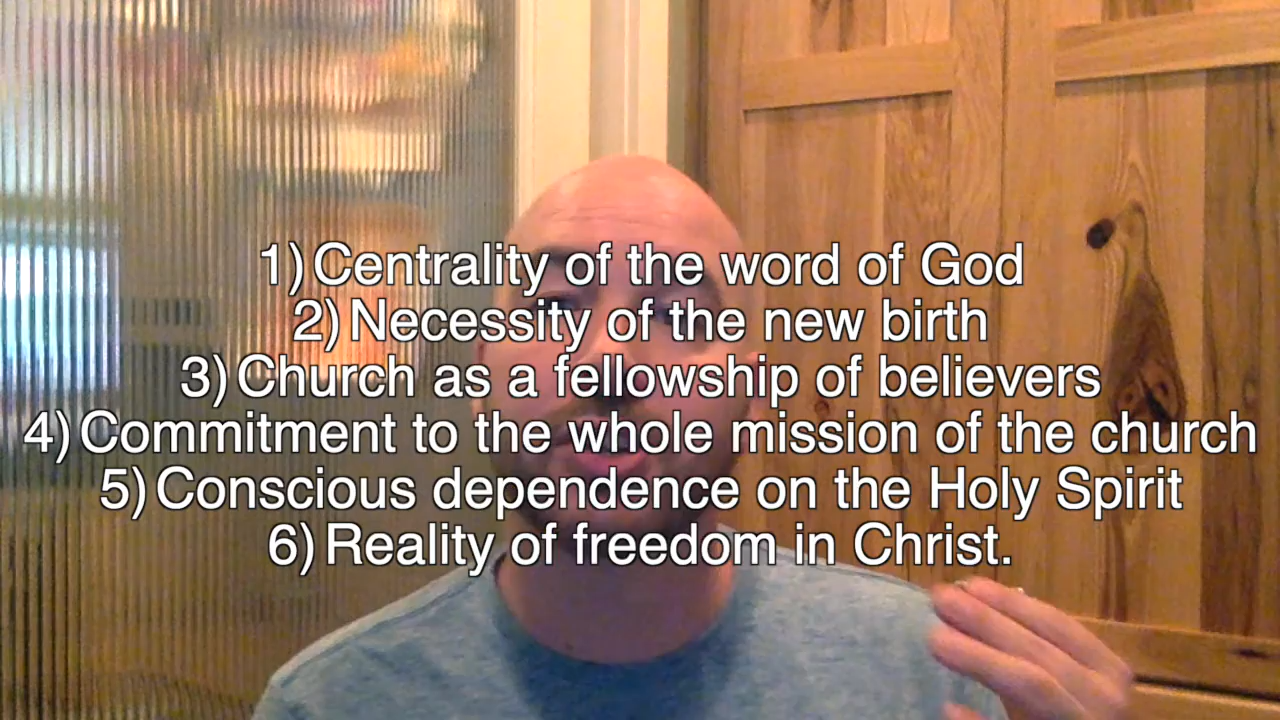 1) Centrality of the word of God
2) Necessity of the new birth
3) Church as a fellowship of believers
4) Commitment to the whole mission of the church
5) Conscious dependence on the Holy Spirit
6) Reality of freedom in Christ.